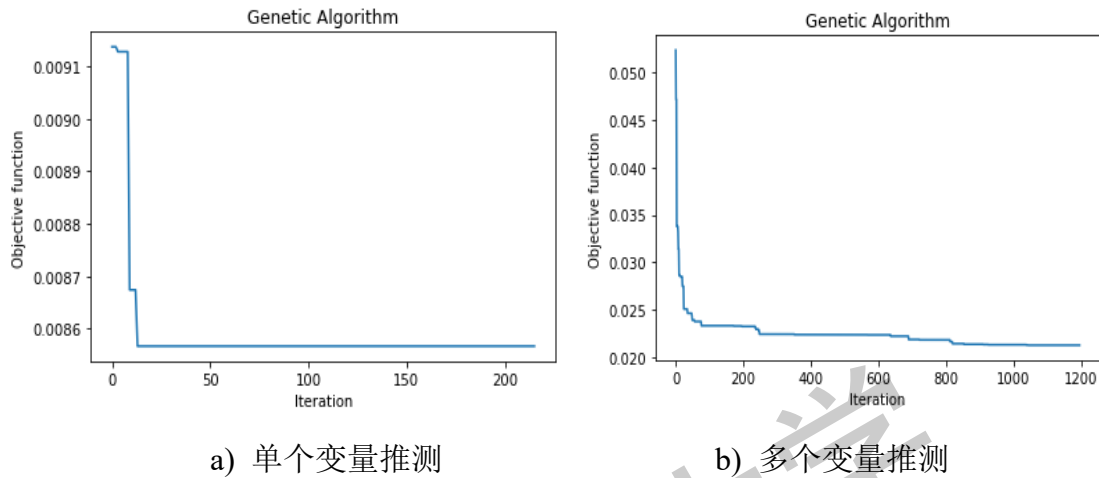 Genetic Algorithm
0.0091
0.0090
0.0089
0.0088
0.0087
0.0086
Objective function
0 50 100 150 200
Iteration
a) 单个变量推测
Genetic Algorithm
0.050
0.045
0.040
0.035
0.030
0.025
0.020
Objective function
0 200 400 600 800 1000 1200
Iteration
b) 多个变量推测